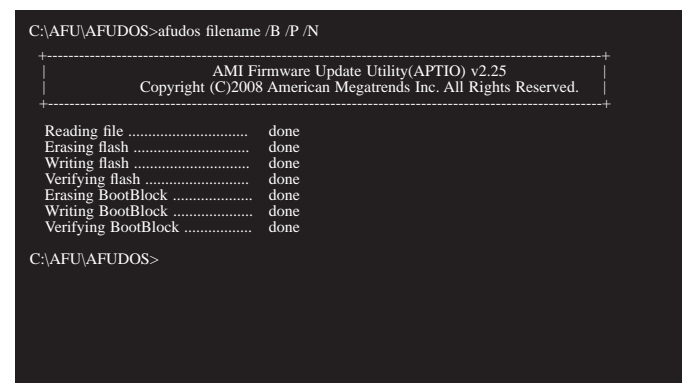 C:\AFU\AFUDOS>afudos filename /B /P /N
+---------------------------------------------------------------------------------------------------------+
| AMI Firmware Update Utility(APTIO) v2.25 |
| Copyright (C)2008 American Megatrends Inc. All Rights Reserved. |
+---------------------------------------------------------------------------------------------------------+
Reading file ............................ done
Erasing flash ........................... done
Writing flash ........................... done
Verifying flash ......................... done
Erasing BootBlock ................... done
Writing BootBlock ................... done
Verifying BootBlock ................ done
C:\AFU\AFUDOS>